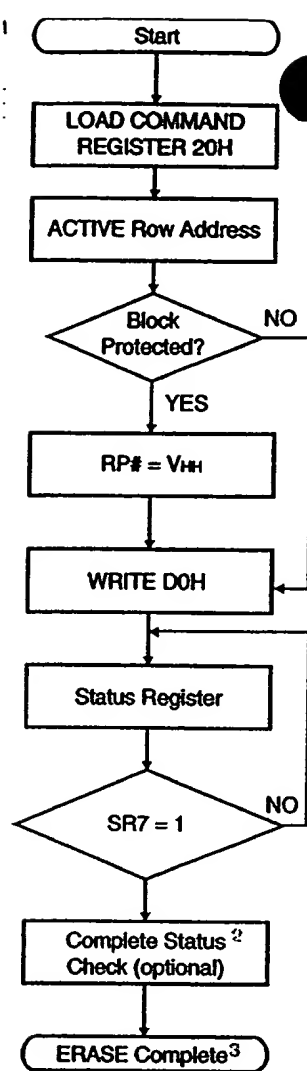 Start
LOAD COMMAND
REGISTER 20H
ACTIVE Row Address
Block
Protected?
NO
YES
RP# = VHH
WRITE D0H
Status Register
SR7 = 1
NO
Complete Status 2
Check (optional)
ERASE Complete3